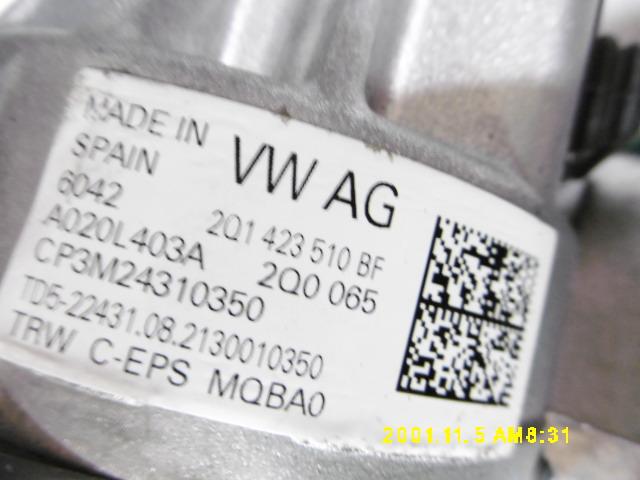 MADE IN
SPAIN
6042
VW AG
2Q1 423 510 BF
A020L403A 2Q0 065
CP3M24310350
TD5-22431.08.2130010350
TRW C-EPS MQBA0
2001.11.5 AM8:31